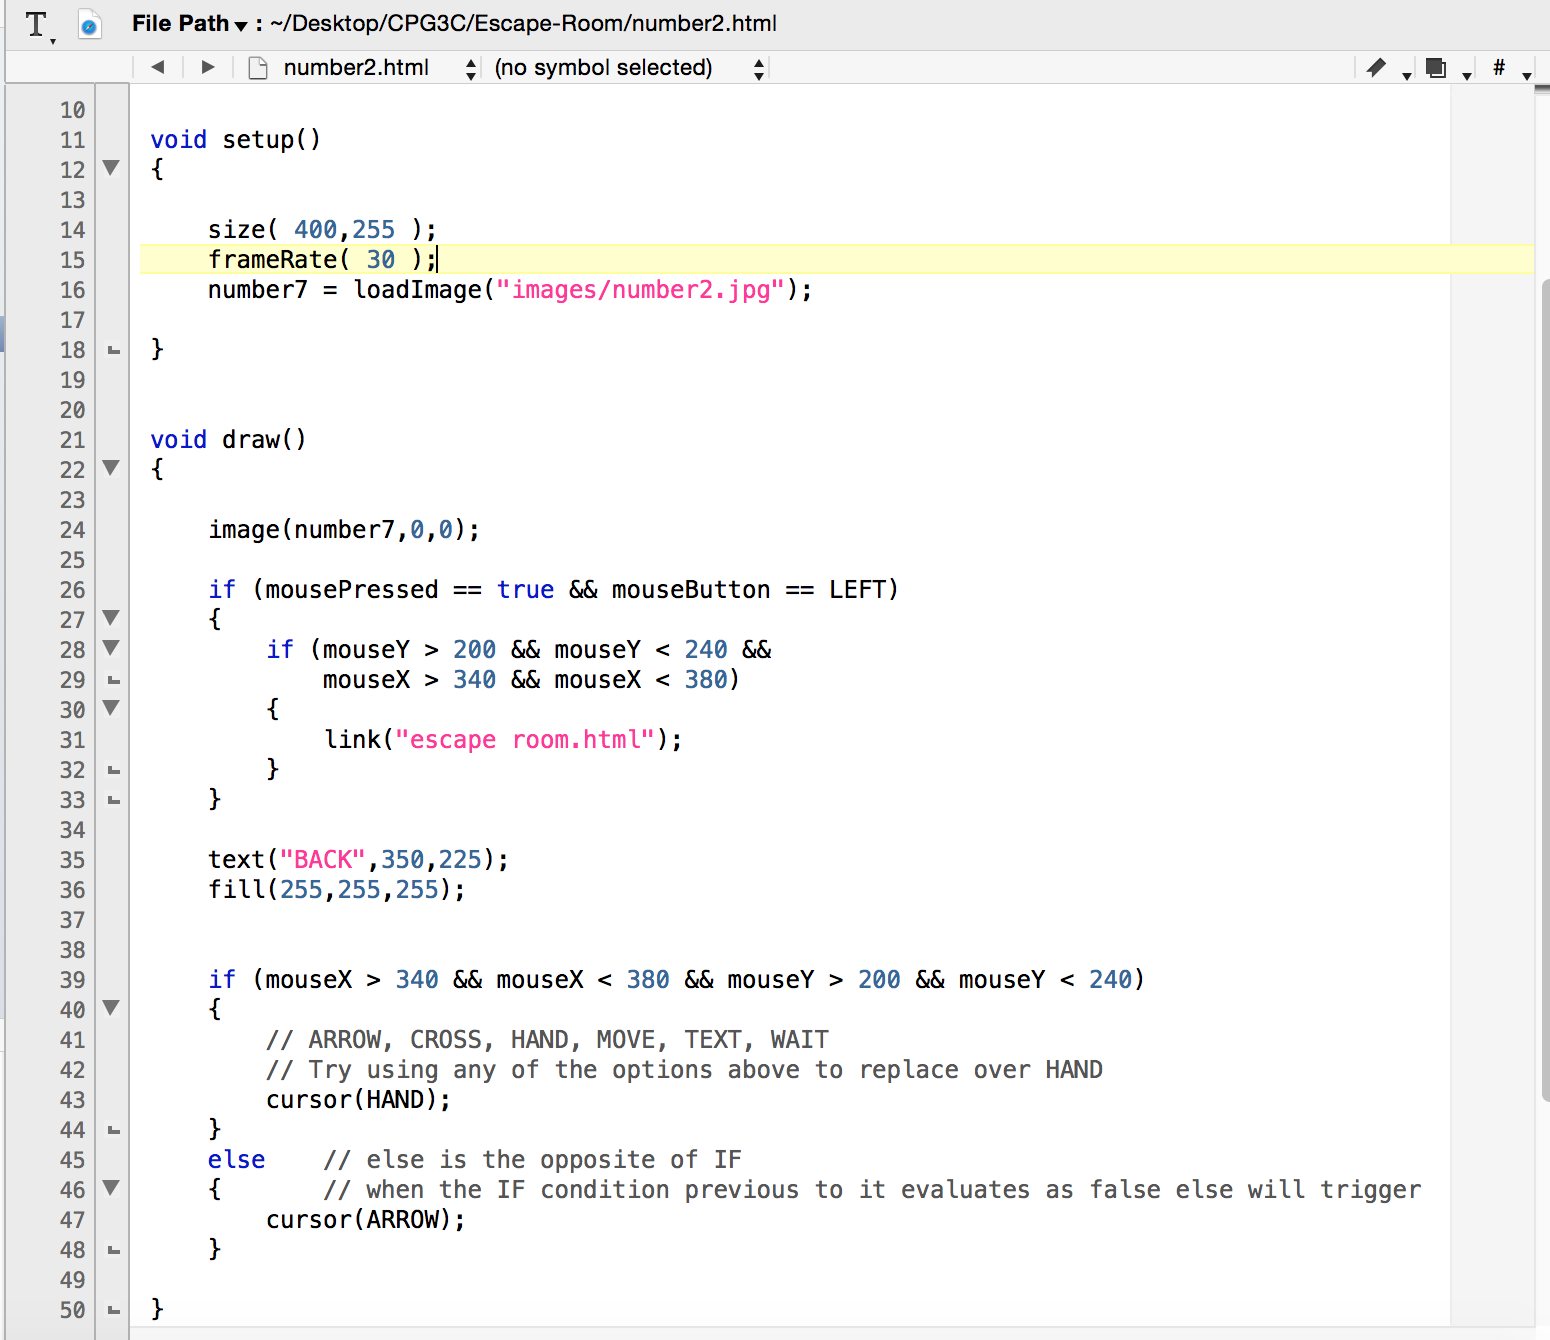 T File Path : ~/Desktop/CPG3C/Escape-Room/number2.html
number2.html (no symbol selected) #
10
11 void setup()
12 {
13
14 size( 400,255 );
15 frameRate( 30 );
16 number7 = loadImage("images/number2.jpg");
17
18 }
19
20
21 void draw()
22 {
23
24 image(number7,0,0);
25
26 if (mousePressed == true && mouseButton == LEFT)
27 {
28 if (mouseY > 200 && mouseY < 240 &&
29 mouseX > 340 && mouseX < 380)
30 {
31 link("escape room.html");
32 }
33 }
34
35 text("BACK",350,225);
36 fill(255,255,255);
37
38
39 if (mouseX > 340 && mouseX < 380 && mouseY > 200 && mouseY < 240)
40 {
41 // ARROW, CROSS, HAND, MOVE, TEXT, WAIT
42 // Try using any of the options above to replace over HAND
43 cursor(HAND);
44 }
45 else // else is the opposite of IF
46 { // when the IF condition previous to it evaluates as false else will trigger
47 cursor(ARROW);
48 }
49
50 }